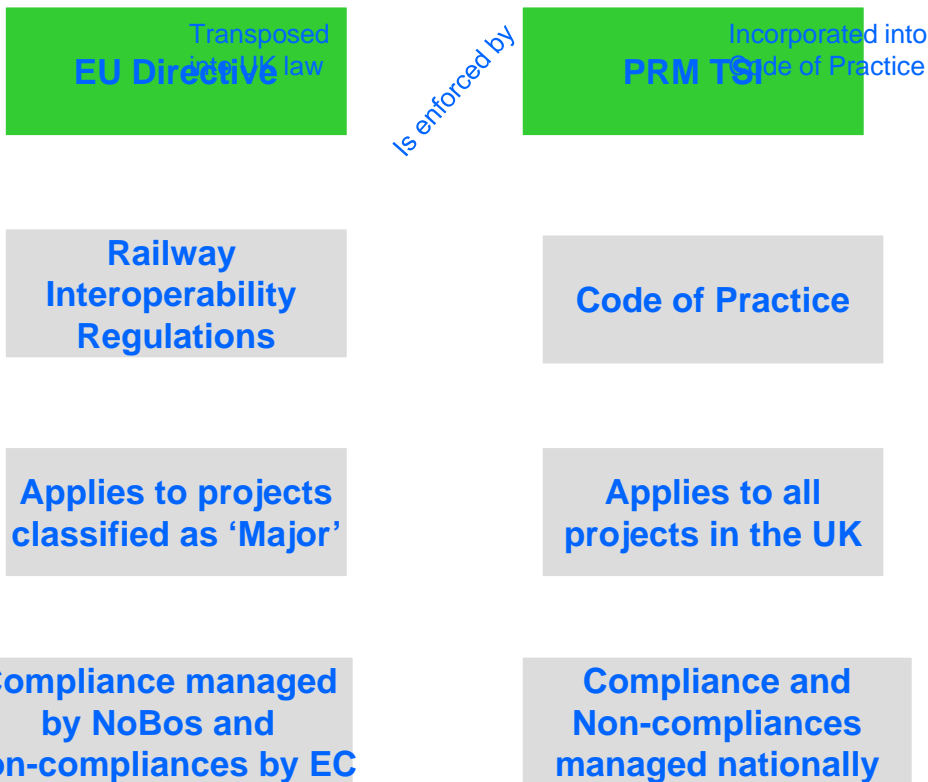 Transposed
into UK law
EU Directive
Is enforced by
Incorporated into
Code of Practice
PRM TSI
Railway
Interoperability
Regulations
Code of Practice
Applies to projects
classified as ‘Major’
Applies to all
projects in the UK
Compliance managed
by NoBos and
on-compliances by EC
Compliance and
Non-compliances
managed nationally